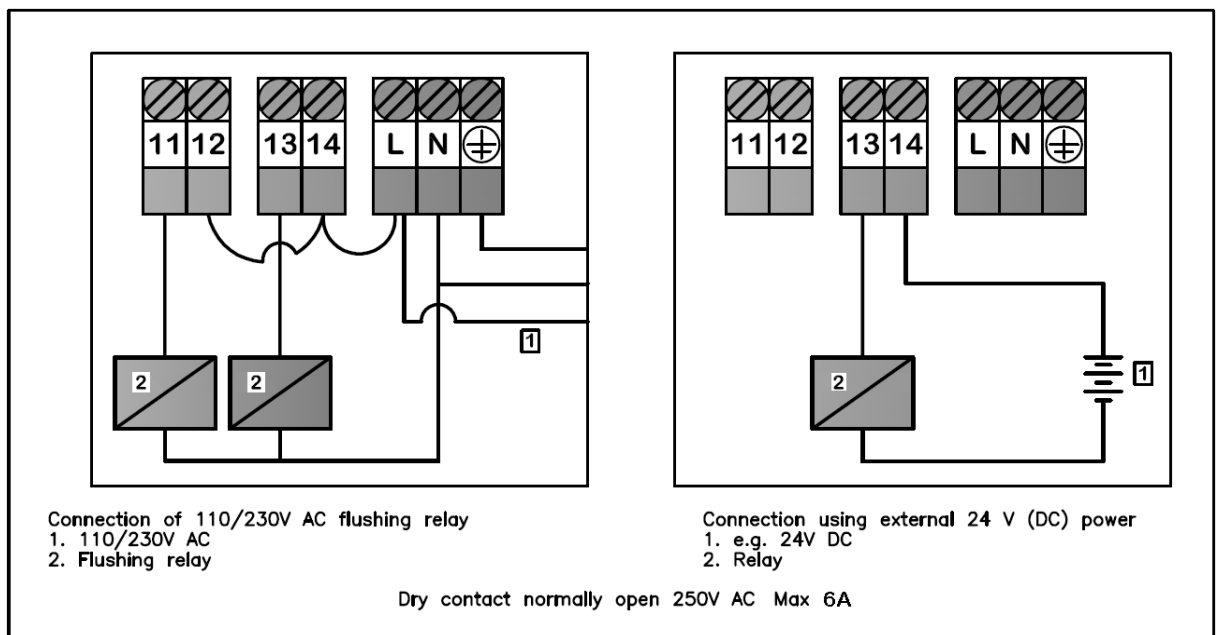 11 12 13 14 L N
11 12 13 14 L N
1
1
2 2
2
Connection of 110/230V AC flushing relay
1. 110/230V AC
2. Flushing relay
Connection using external 24 V (DC) power
1. e.g. 24V DC
2. Relay
Dry contact normally open 250V AC Max 6A